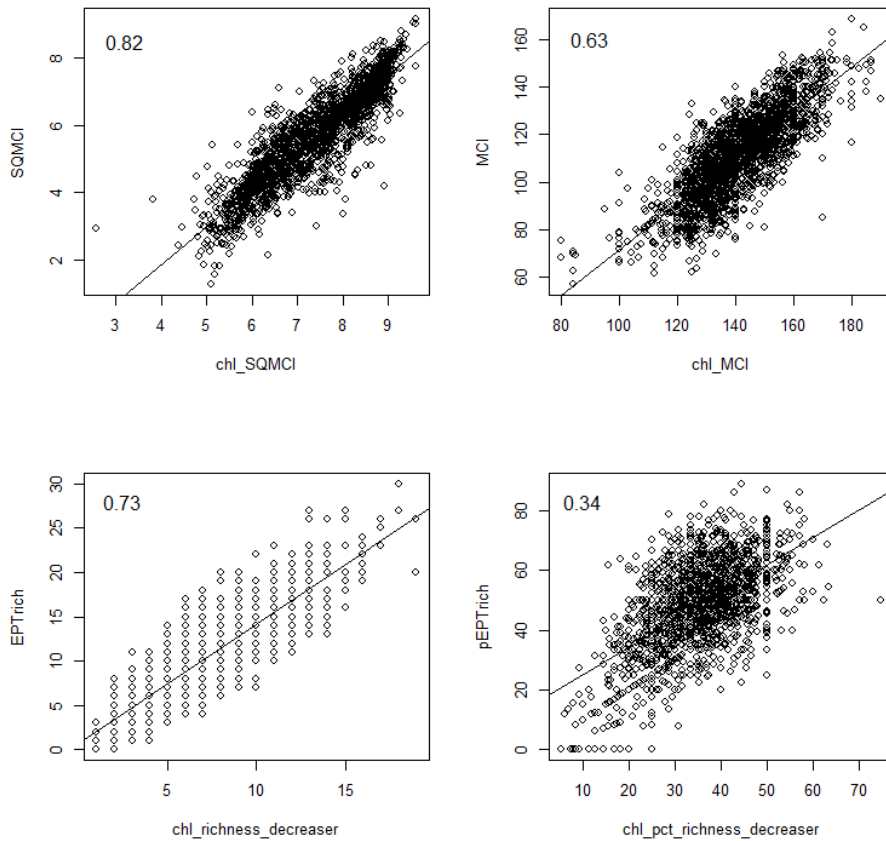 0.82
SQMCI
8
6
4
2
3 4 5 6 7 8 9
chl_SQMCI
0.63
MCI
160
140
120
100
80
60
80 100 120 140 160 180
chl_MCI
0.73
EPTrich
30
25
20
15
10
5
0
5 10 15
chl_richness_decreaser
0.34
pEPTrich
80
60
40
20
0
10 20 30 40 50 60 70
chl_pct_richness_decreaser